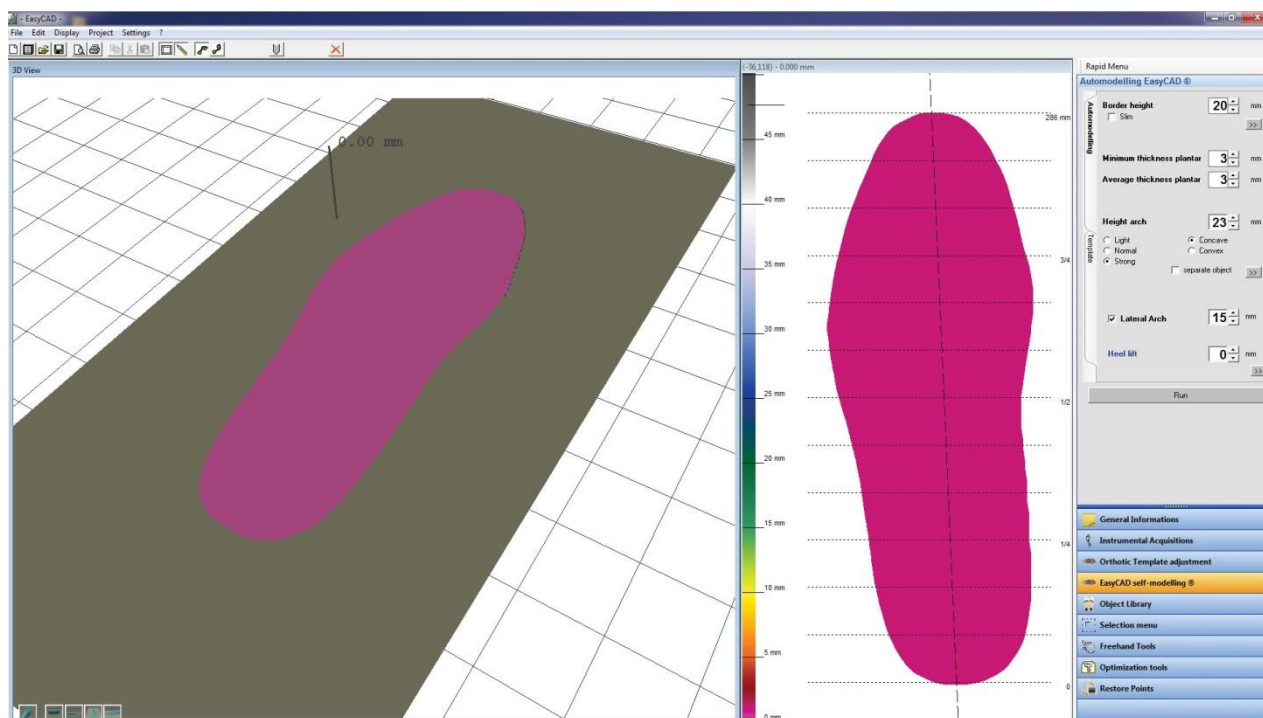 - EasyCAD -
File Edit Display Project Settings ?
3D View
0.00 mm
(-36,118) - 0.000 mm
45 mm
40 mm
35 mm
30 mm
25 mm
20 mm
15 mm
10 mm
5 mm
0 mm
286 mm
3/4
1/2
1/4
0
Rapid Menu
Automodelling EasyCAD ®
Automodelling
Template
Border height 20 mm
Slim
>>
Minimum thickness plantar 3 mm
Average thickness plantar 3 mm
Height arch 23 mm
Light Concave
Normal Convex
Strong
separate object >>
Lateral Arch 15 mm
Heel lift 0 mm
>>
Run
General Informations
Instrumental Acquisitions
Orthotic Template adjustment
EasyCAD self-modelling ®
Object Library
Selection menu
Freehand Tools
Optimization tools
Restore Points